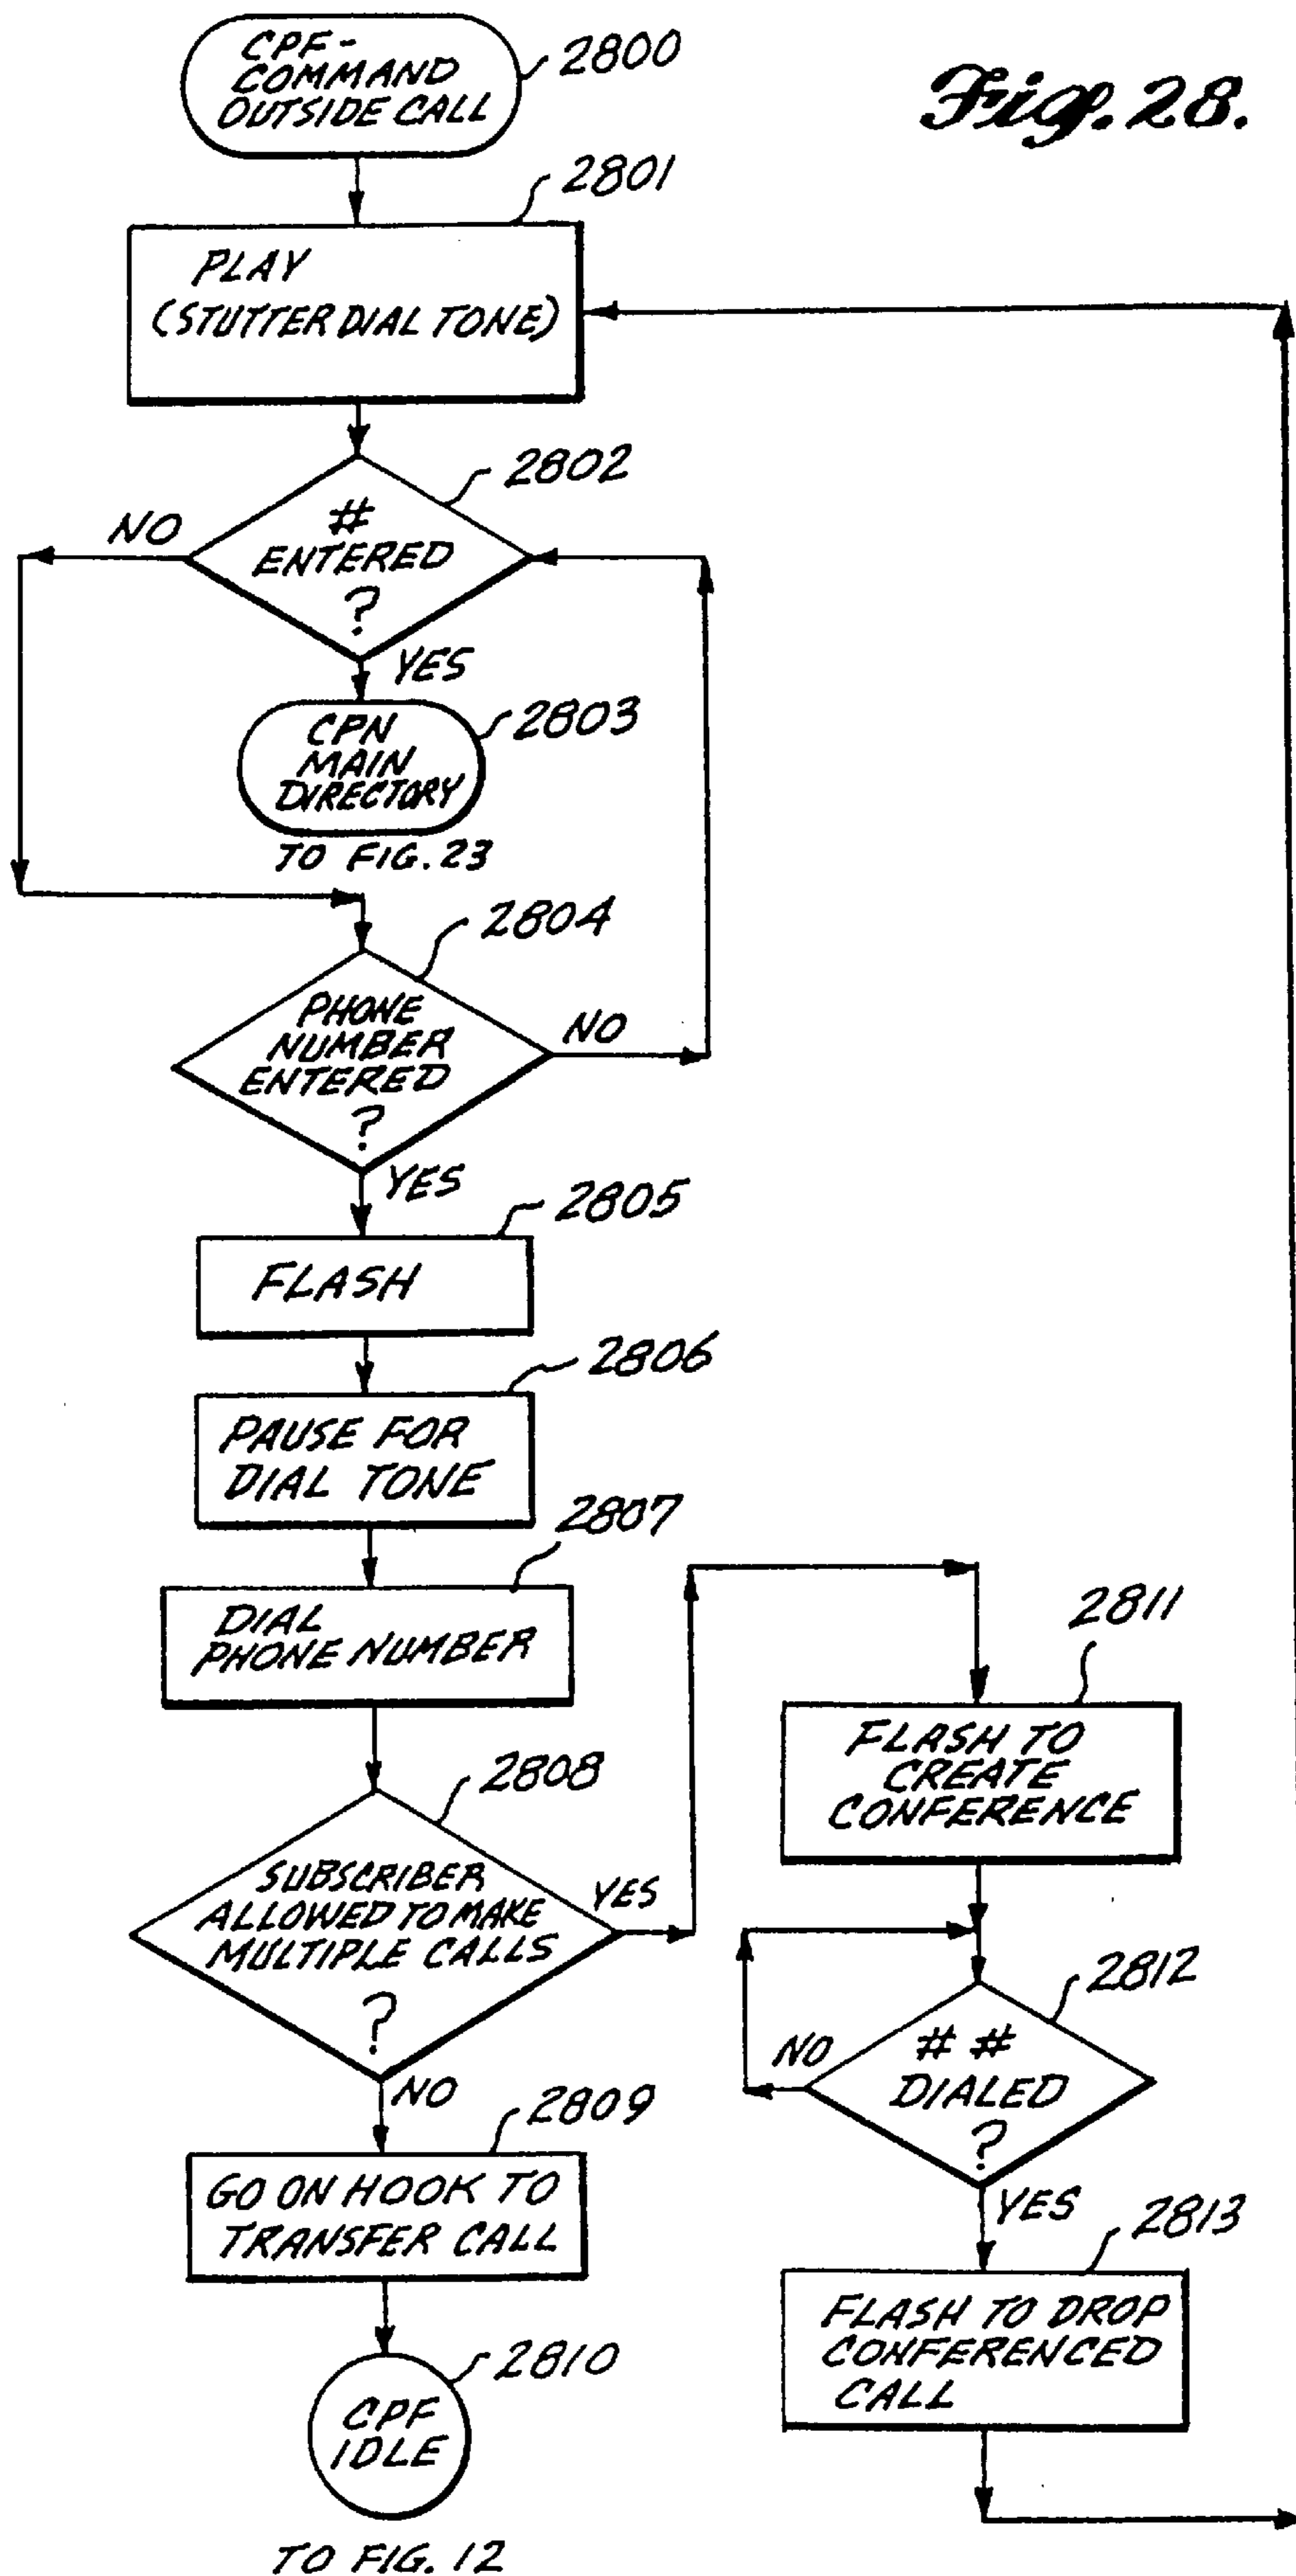 CPF-
COMMAND
OUTSIDE CALL
2800
Fig. 28.
2801
PLAY
(STUTTER DIAL TONE)
2802
#
ENTERED
?
NO
YES
CPN
MAIN
DIRECTORY
2803
TO FIG. 23
2804
PHONE
NUMBER
ENTERED
?
NO
YES
2805
FLASH
2806
PAUSE FOR
DIAL TONE
2807
DIAL
PHONE NUMBER
2808
SUBSCRIBER
ALLOWED TO MAKE
MULTIPLE CALLS
?
YES
NO
2809
GO ON HOOK TO
TRANSFER CALL
2810
CPF
IDLE
TO FIG. 12
2811
FLASH TO
CREATE
CONFERENCE
2812
# #
DIALED
?
NO
YES
2813
FLASH TO DROP
CONFERENCED
CALL